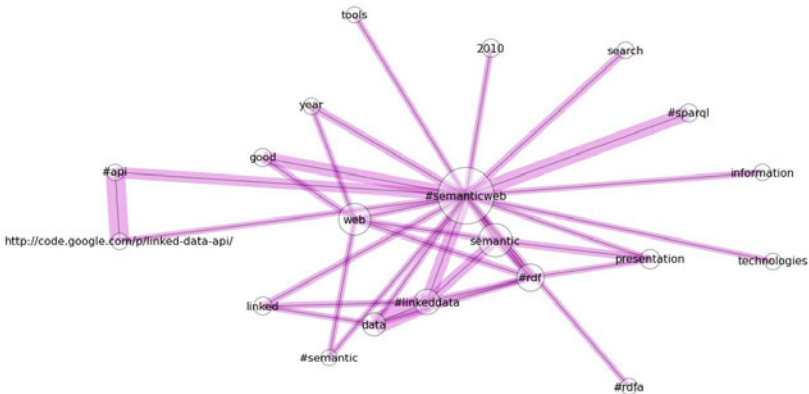 tools
2010
search
year
#sparql
good
#api
information
#semanticweb
web
http://code.google.com/p/linked-data-api/
semantic
presentation
technologies
#rdf
linked
#linkeddata
data
#semantic
#rdfa